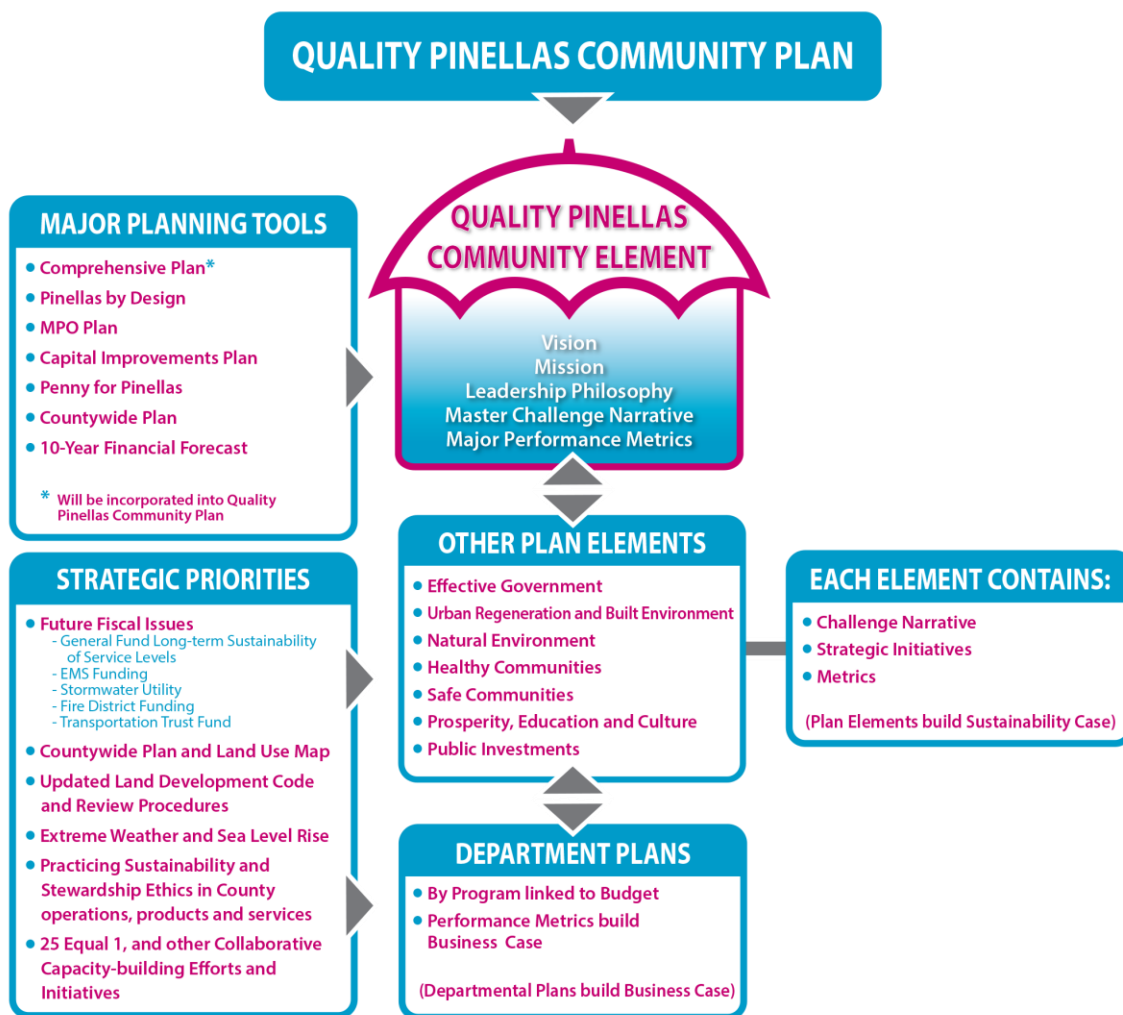 QUALITY PINELLAS COMMUNITY PLAN
QUALITY PINELLAS
COMMUNITY ELEMENT
Vision
Mission
Leadership Philosophy
Master Challenge Narrative
Major Performance Metrics
MAJOR PLANNING TOOLS
• Comprehensive Plan*
• Pinellas by Design
• MPO Plan
• Capital Improvements Plan
• Penny for Pinellas
• Countywide Plan
• 10-Year Financial Forecast
* Will be incorporated into Quality
Pinellas Community Plan
STRATEGIC PRIORITIES
• Future Fiscal Issues
- General Fund Long-term Sustainability
of Service Levels
- EMS Funding
- Stormwater Utility
- Fire District Funding
- Transportation Trust Fund
• Countywide Plan and Land Use Map
• Updated Land Development Code
and Review Procedures
• Extreme Weather and Sea Level Rise
• Practicing Sustainability and
Stewardship Ethics in County
operations, products and services
• 25 Equal 1, and other Collaborative
Capacity-building Efforts and
Initiatives
OTHER PLAN ELEMENTS
• Effective Government
• Urban Regeneration and Built Environment
• Natural Environment
• Healthy Communities
• Safe Communities
• Prosperity, Education and Culture
• Public Investments
EACH ELEMENT CONTAINS:
• Challenge Narrative
• Strategic Initiatives
• Metrics
(Plan Elements build Sustainability Case)
DEPARTMENT PLANS
• By Program linked to Budget
• Performance Metrics build
Business Case
(Departmental Plans build Business Case)